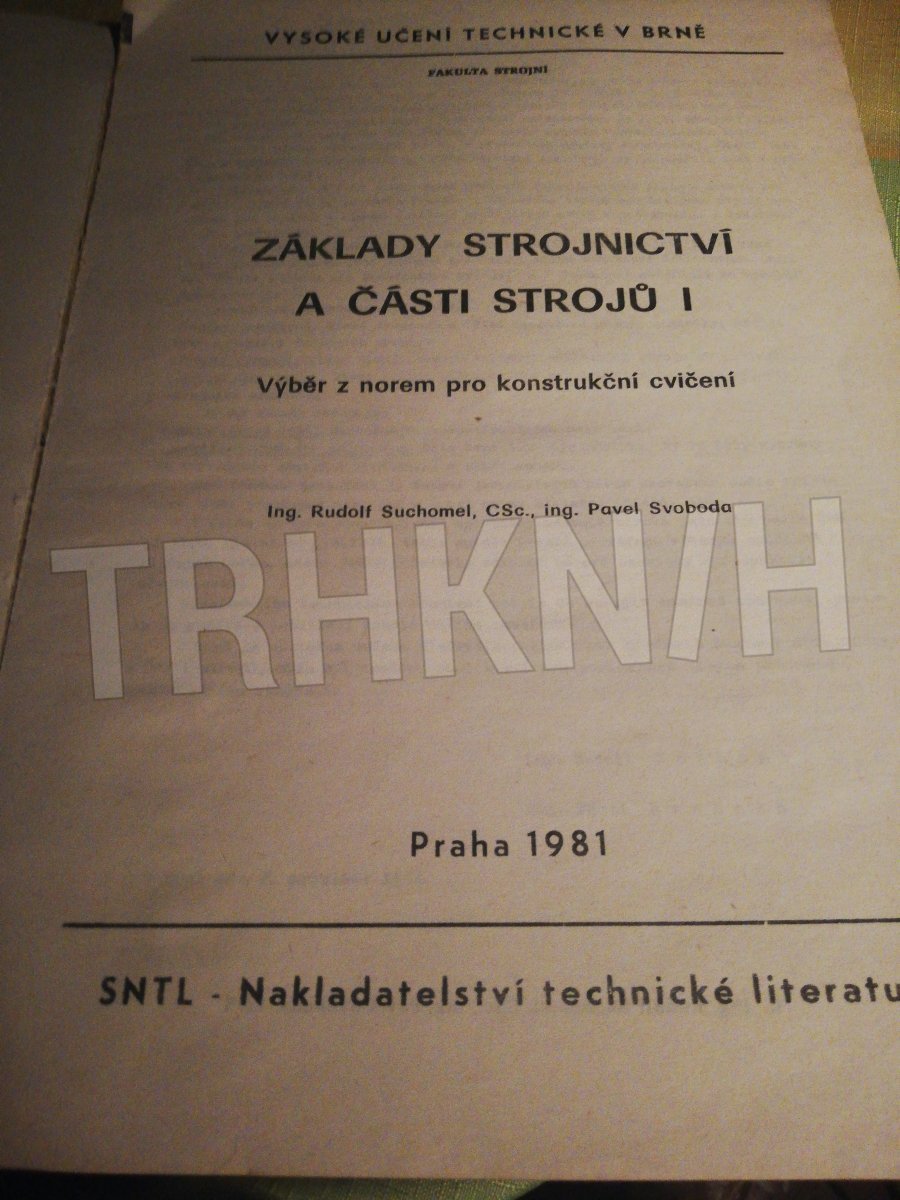 VYSOKÉ UČENÍ TECHNICKÉ V BRNĚ
FAKULTA STROJNÍ
ZÁKLADY STROJNICTVÍ
A ČÁSTI STROJŮ I
Výběr z norem pro konstrukční cvičení
Ing. Rudolf Suchomel, CSc., ing. Pavel Svoboda
TRHKN/H
Praha 1981
SNTL - Nakladatelství technické literatu